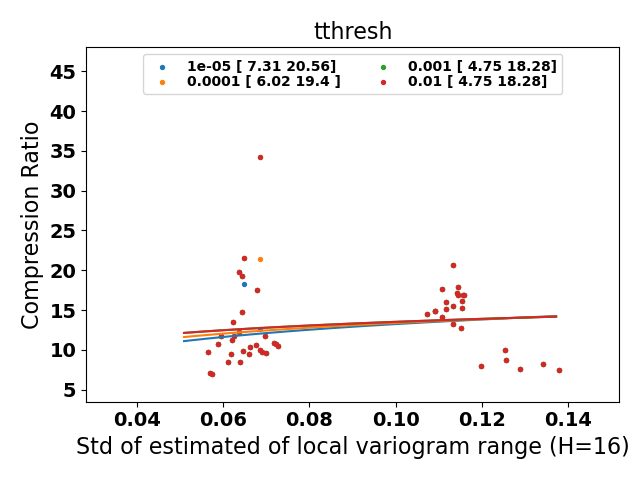 tthresh
1e-05 [ 7.31 20.56]
0.0001 [ 6.02 19.4 ]
0.001 [ 4.75 18.28]
0.01 [ 4.75 18.28]
Compression Ratio
45
40
35
30
25
20
15
10
5
0.04 0.06 0.08 0.10 0.12 0.14
Std of estimated of local variogram range (H=16)